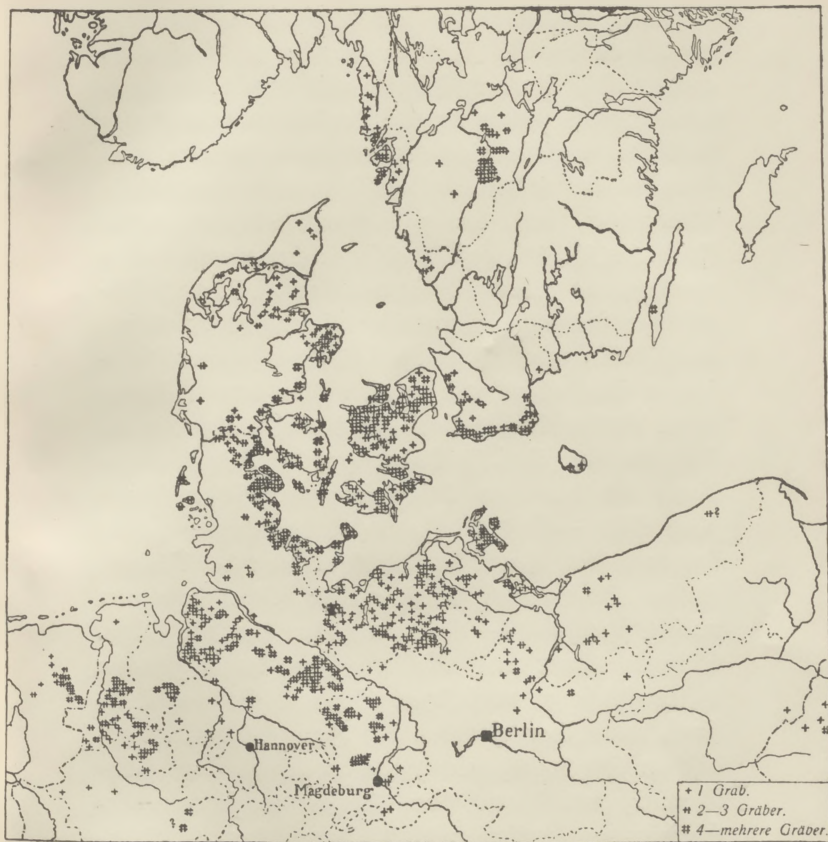 Berlin
Hannover
Magdeburg
+ 1 Grab.
⌗ 2—3 Gräber.
# 4—mehrere Gräber.